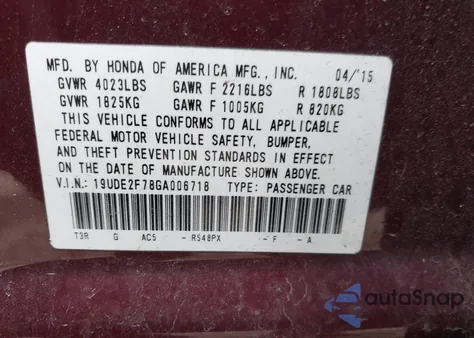 MFD. BY HONDA OF AMERICA MFG., INC. 04/15
GVWR 4023LBS GAWR F 2216LBS R 1808LBS
GVWR 1825KG GAWR F 1005KG R 820KG
THIS VEHICLE CONFORMS TO ALL APPLICABLE
FEDERAL MOTOR VEHICLE SAFETY, BUMPER,
AND THEFT PREVENTION STANDARDS IN EFFECT
ON THE DATE OF MANUFACTURE SHOWN ABOVE.
V.I.N.: 19UDE2F78GA006718 TYPE: PASSENGER CAR
T3R G AC5 - R548PX - F - A
autoSnap